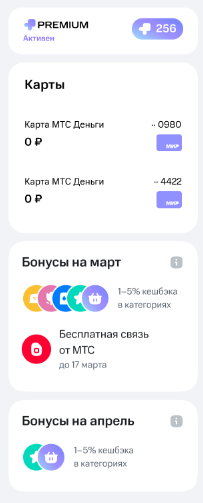 PREMIUM
Активен
256
Карты
Карта МТС Деньги
·· 0980
0 ₽
МИР
Карта МТС Деньги
·· 4422
0 ₽
МИР
Бонусы на март
1–5% кешбэка
в категориях
Бесплатная связь
от МТС
до 17 марта
Бонусы на апрель
1–5% кешбэка
в категориях